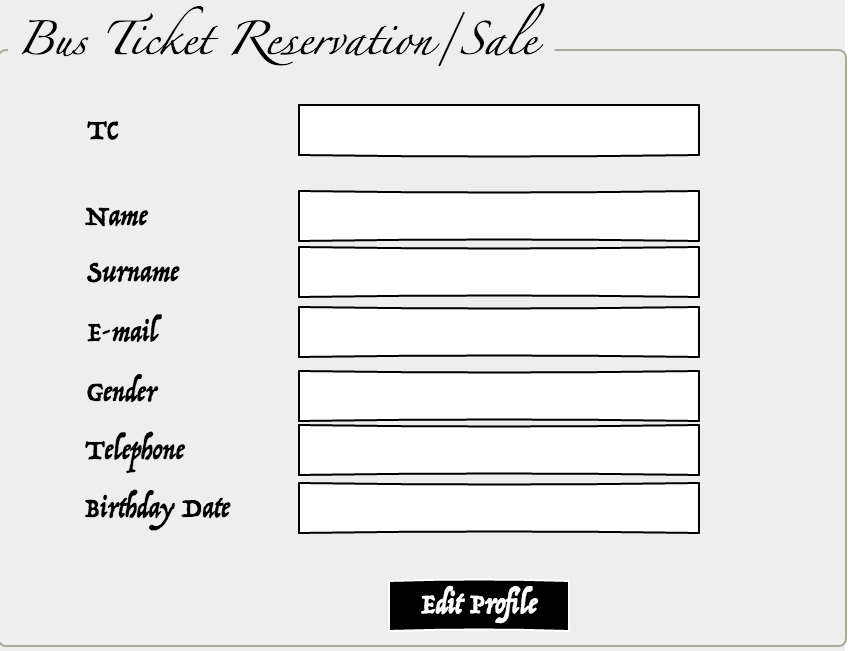 Bus Ticket Reservation/Sale
TC
Name
Surname
E-mail
Gender
Telephone
Birthday Date
Edit Profile